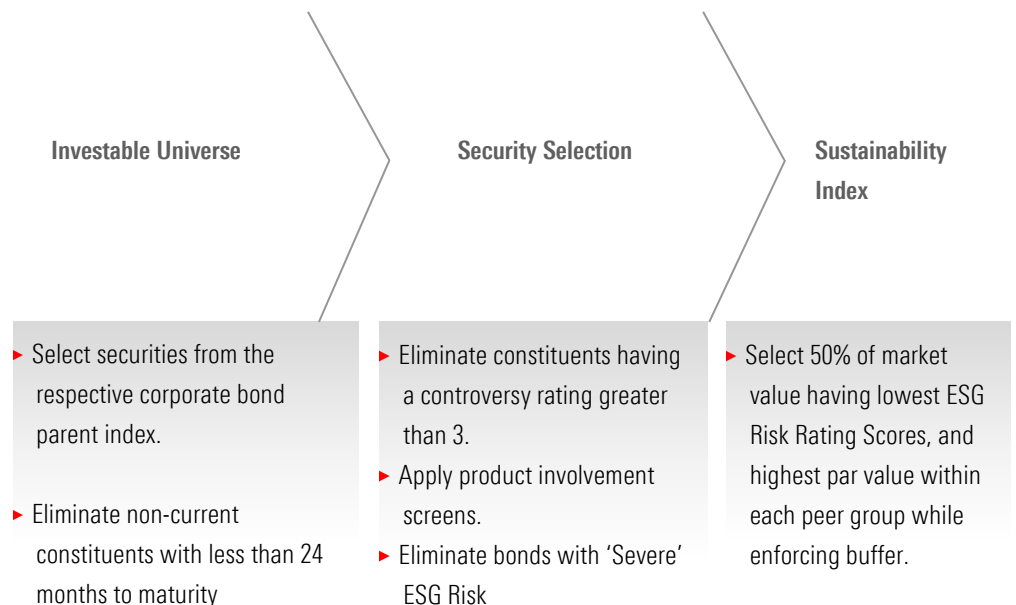 Investable Universe
Security Selection
Sustainability
Index
► Select securities from the
respective corporate bond
parent index.
► Eliminate non-current
constituents with less than 24
months to maturity
► Eliminate constituents having
a controversy rating greater
than 3.
► Apply product involvement
screens.
► Eliminate bonds with ‘Severe’
ESG Risk
► Select 50% of market
value having lowest ESG
Risk Rating Scores, and
highest par value within
each peer group while
enforcing buffer.